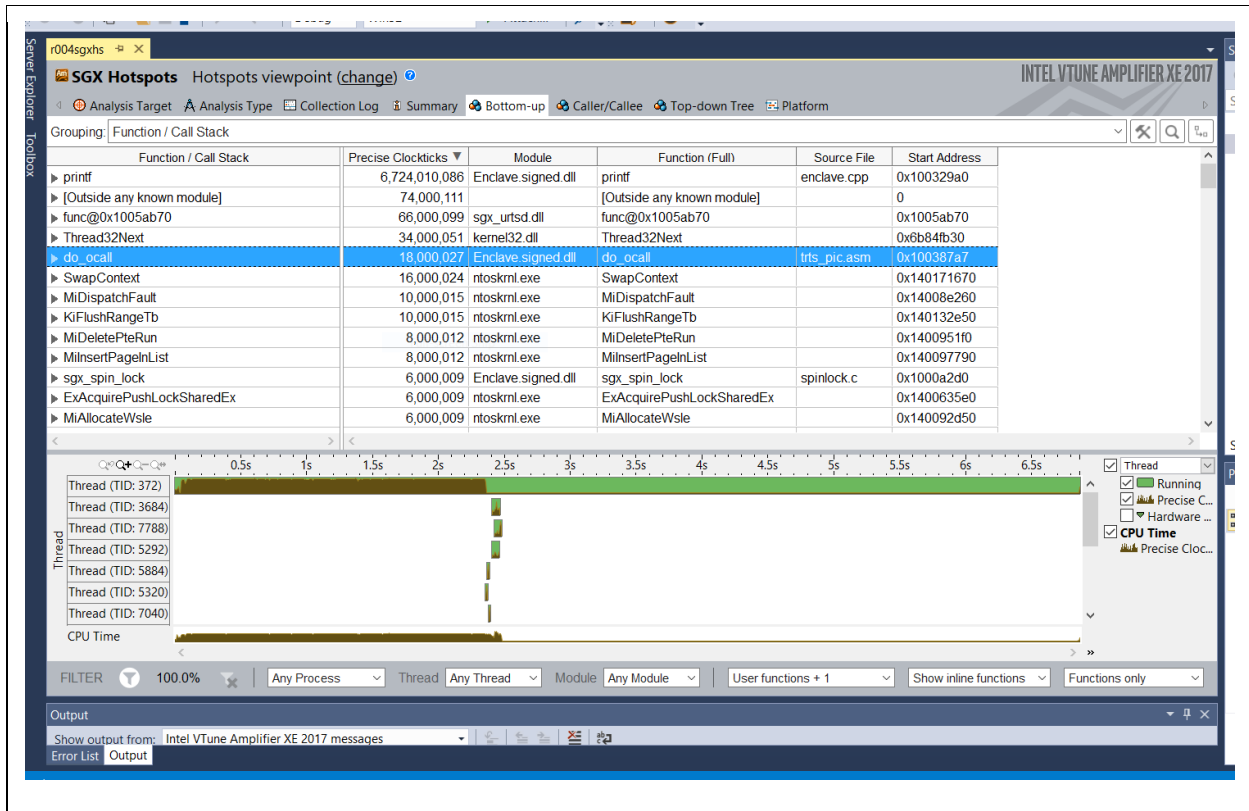 r004sgxhs
Server Explorer
Toolbox
SGX Hotspots Hotspots viewpoint (change) ?
INTEL VTUNE AMPLIFIER XE 2017
Analysis Target Analysis Type Collection Log Summary Bottom-up Caller/Callee Top-down Tree Platform
Grouping: Function / Call Stack
Function / Call Stack Precise Clockticks Module Function (Full) Source File Start Address
printf 6,724,010,086 Enclave.signed.dll printf enclave.cpp 0x100329a0
[Outside any known module] 74,000,111 [Outside any known module] 0
func@0x1005ab70 66,000,099 sgx_urtsd.dll func@0x1005ab70 0x1005ab70
Thread32Next 34,000,051 kernel32.dll Thread32Next 0x6b84fb30
do_ocall 18,000,027 Enclave.signed.dll do_ocall trts_pic.asm 0x100387a7
SwapContext 16,000,024 ntoskrnl.exe SwapContext 0x140171670
MiDispatchFault 10,000,015 ntoskrnl.exe MiDispatchFault 0x14008e260
KiFlushRangeTb 10,000,015 ntoskrnl.exe KiFlushRangeTb 0x140132e50
MiDeletePteRun 8,000,012 ntoskrnl.exe MiDeletePteRun 0x1400951f0
MiInsertPageInList 8,000,012 ntoskrnl.exe MiInsertPageInList 0x140097790
sgx_spin_lock 6,000,009 Enclave.signed.dll sgx_spin_lock spinlock.c 0x1000a2d0
ExAcquirePushLockSharedEx 6,000,009 ntoskrnl.exe ExAcquirePushLockSharedEx 0x1400635e0
MiAllocateWsle 6,000,009 ntoskrnl.exe MiAllocateWsle 0x140092d50
0.5s 1s 1.5s 2s 2.5s 3s 3.5s 4s 4.5s 5s 5.5s 6s 6.5s
Thread
Thread (TID: 372)
Thread (TID: 3684)
Thread (TID: 7788)
Thread (TID: 5292)
Thread (TID: 5884)
Thread (TID: 5320)
Thread (TID: 7040)
CPU Time
Thread
Running
Precise C...
Hardware ...
CPU Time
Precise Cloc...
FILTER 100.0% Any Process Thread Any Thread Module Any Module User functions + 1 Show inline functions Functions only
Output
Show output from: Intel VTune Amplifier XE 2017 messages
Error List Output